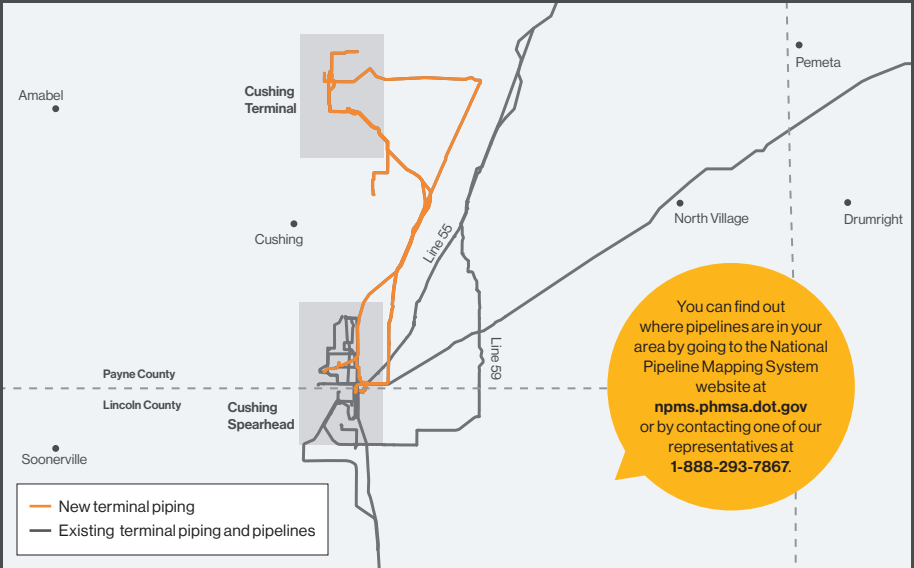 Pemeta
Amabel
Cushing
Terminal
North Village
Drumright
Cushing
Line 55
You can find out
where pipelines are in your
area by going to the National
Pipeline Mapping System
website at
npms.phmsa.dot.gov
or by contacting one of our
representatives at
1-888-293-7867.
Line 59
Payne County
Lincoln County
Cushing
Spearhead
Soonerville
New terminal piping
Existing terminal piping and pipelines